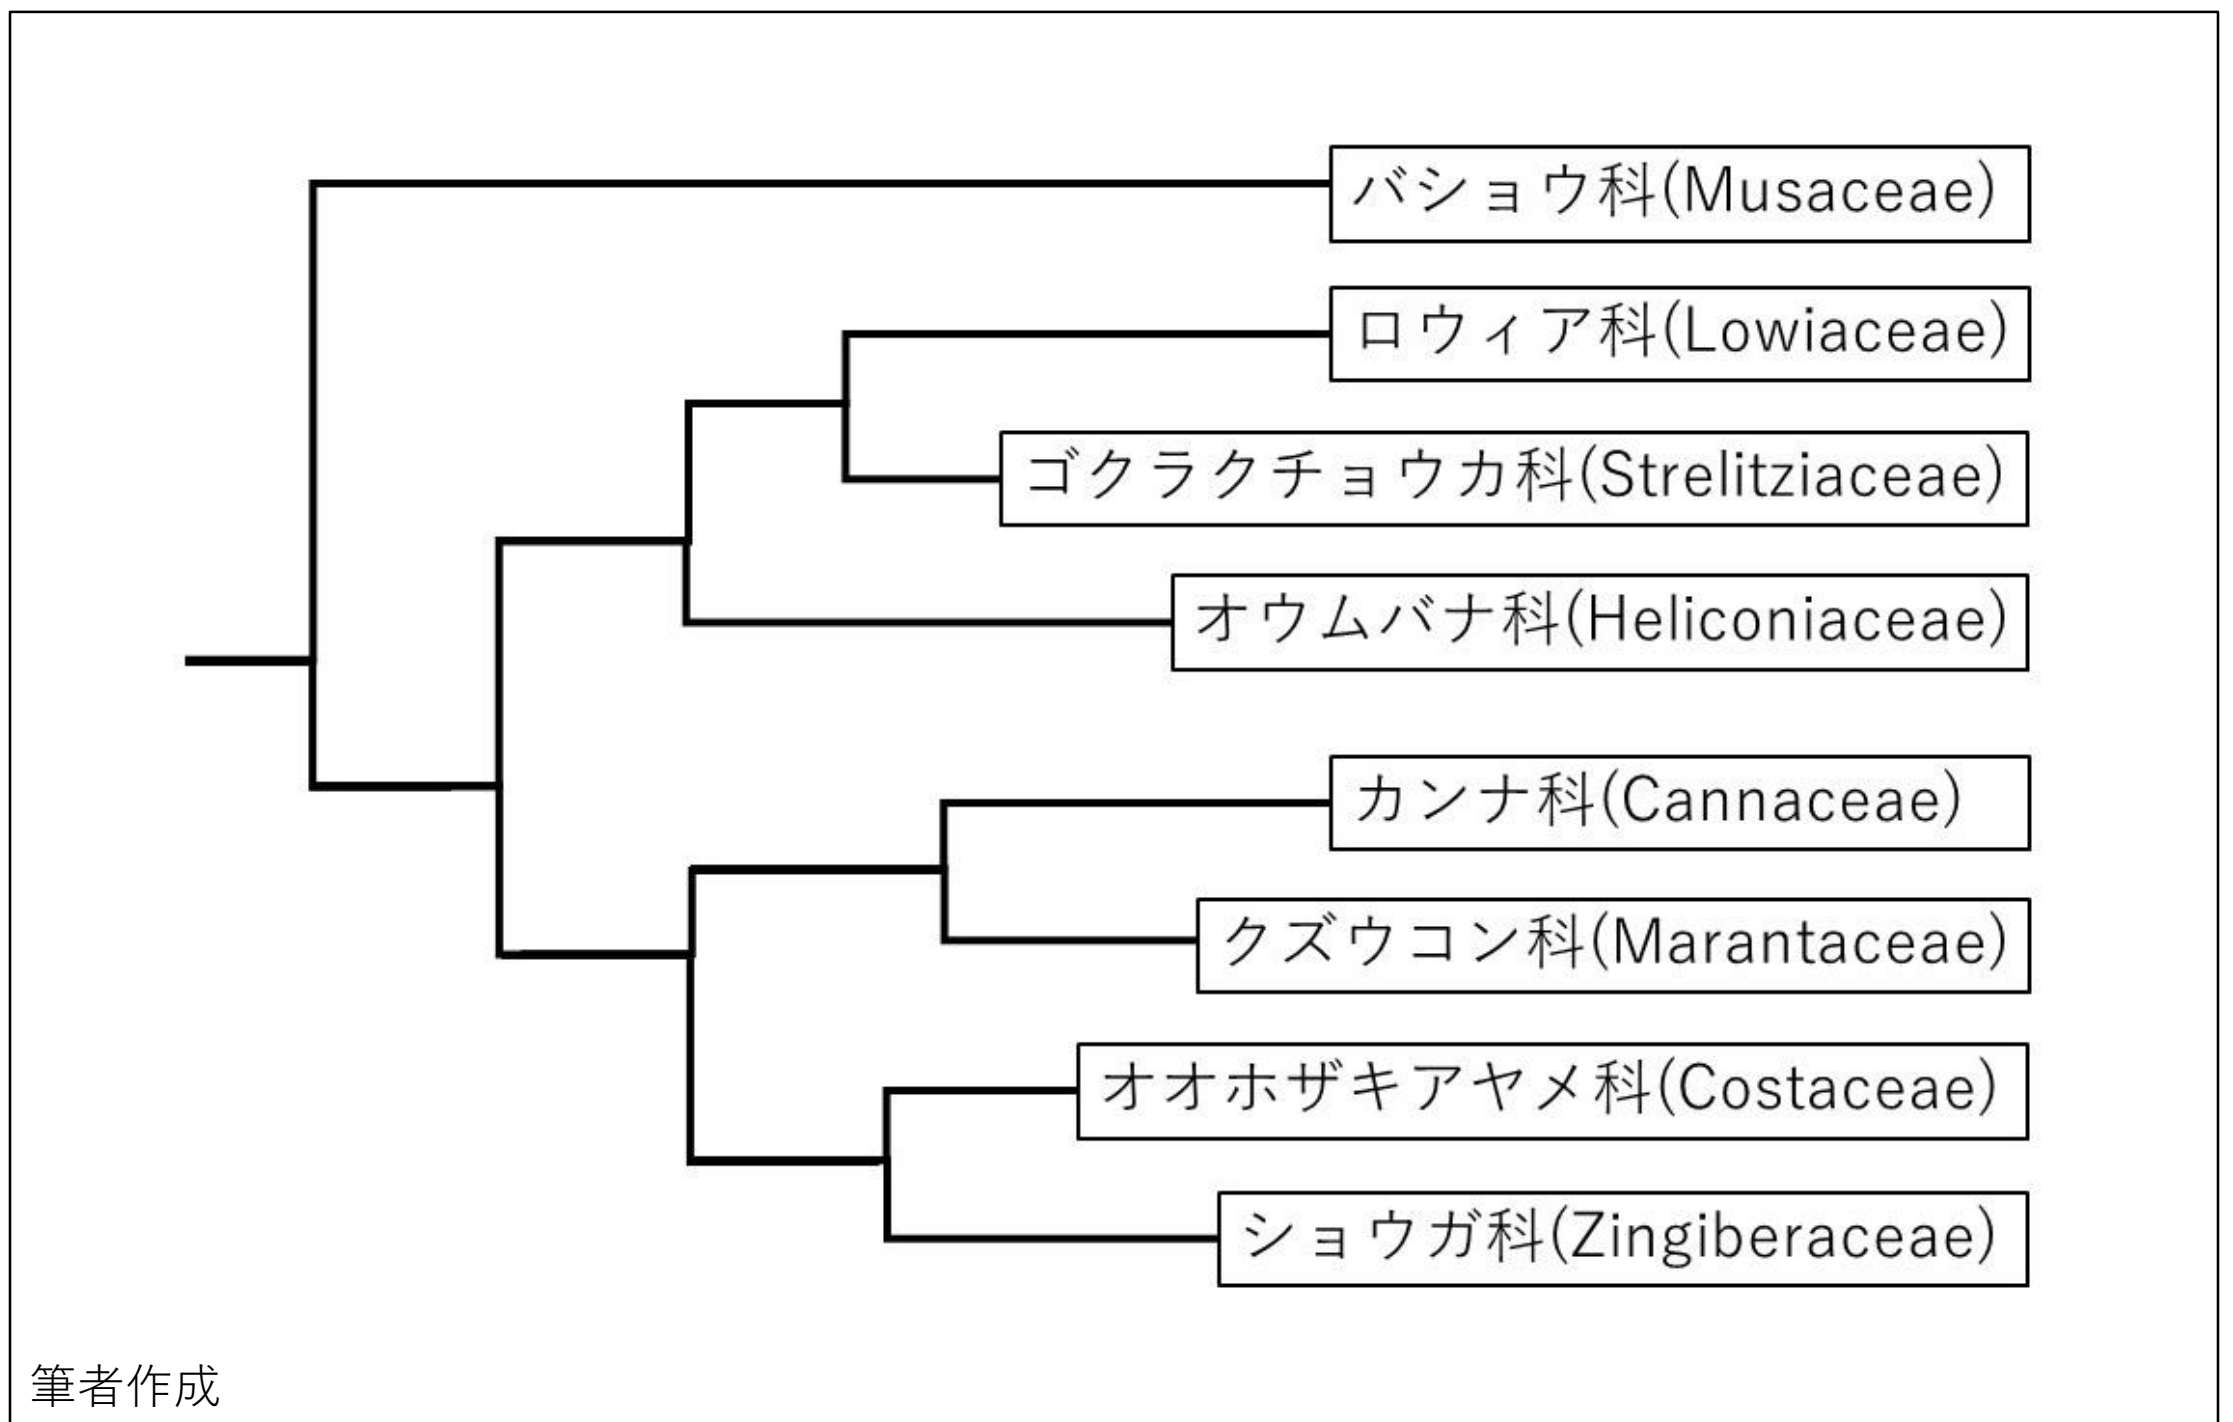 バショウ科(Musaceae)
ロウィア科(Lowiaceae)
ゴクラクチョウカ科(Strelitziaceae)
オウムバナ科(Heliconiaceae)
カンナ科(Cannaceae)
クズウコン科(Marantaceae)
オオホザキアヤメ科(Costaceae)
ショウガ科(Zingiberaceae)
筆者作成